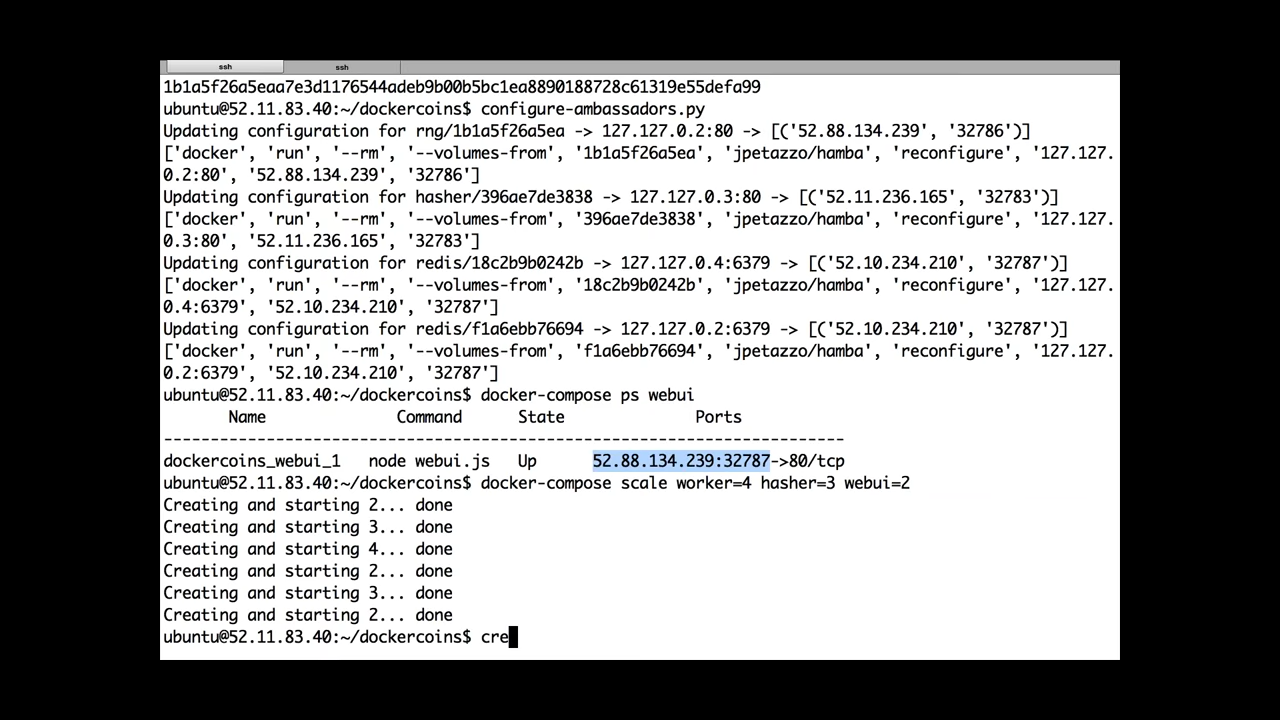 ssh ssh
1b1a5f26a5eaa7e3d1176544adeb9b00b5bc1ea8890188728c61319e55defa99
ubuntu@52.11.83.40:~/dockercoins$ configure-ambassadors.py
Updating configuration for rng/1b1a5f26a5ea -> 127.127.0.2:80 -> [('52.88.134.239', '32786')]
['docker', 'run', '--rm', '--volumes-from', '1b1a5f26a5ea', 'jpetazzo/hamba', 'reconfigure', '127.127.
0.2:80', '52.88.134.239', '32786']
Updating configuration for hasher/396ae7de3838 -> 127.127.0.3:80 -> [('52.11.236.165', '32783')]
['docker', 'run', '--rm', '--volumes-from', '396ae7de3838', 'jpetazzo/hamba', 'reconfigure', '127.127.
0.3:80', '52.11.236.165', '32783']
Updating configuration for redis/18c2b9b0242b -> 127.127.0.4:6379 -> [('52.10.234.210', '32787')]
['docker', 'run', '--rm', '--volumes-from', '18c2b9b0242b', 'jpetazzo/hamba', 'reconfigure', '127.127.
0.4:6379', '52.10.234.210', '32787']
Updating configuration for redis/f1a6ebb76694 -> 127.127.0.2:6379 -> [('52.10.234.210', '32787')]
['docker', 'run', '--rm', '--volumes-from', 'f1a6ebb76694', 'jpetazzo/hamba', 'reconfigure', '127.127.
0.2:6379', '52.10.234.210', '32787']
ubuntu@52.11.83.40:~/dockercoins$ docker-compose ps webui
Name Command State Ports
-------------------------------------------------------------------------
dockercoins_webui_1 node webui.js Up 52.88.134.239:32787->80/tcp
ubuntu@52.11.83.40:~/dockercoins$ docker-compose scale worker=4 hasher=3 webui=2
Creating and starting 2... done
Creating and starting 3... done
Creating and starting 4... done
Creating and starting 2... done
Creating and starting 3... done
Creating and starting 2... done
ubuntu@52.11.83.40:~/dockercoins$ cre